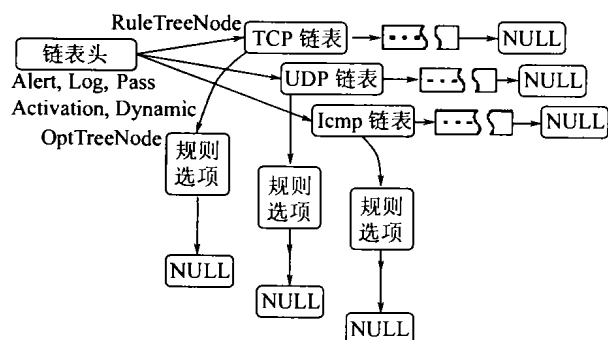 RuleTreeNode
链表头
TCP 链表
NULL
Alert, Log, Pass
UDP 链表
NULL
Activation, Dynamic
Icmp 链表
NULL
OptTreeNode
规则
选项
规则
选项
规则
选项
NULL
NULL
NULL